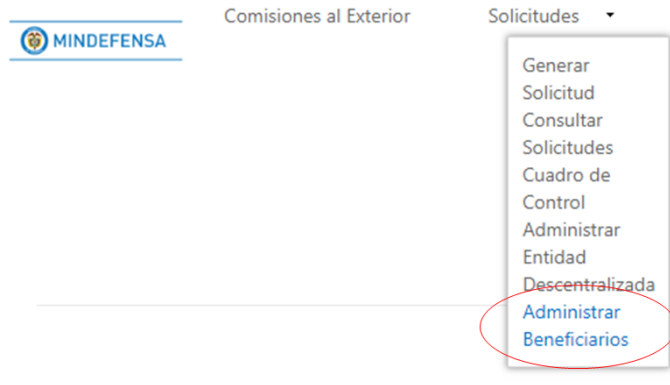 Comisiones al Exterior
Solicitudes
MINDEFENSA
Generar
Solicitud
Consultar
Solicitudes
Cuadro de
Control
Administrar
Entidad
Descentralizada
Administrar
Beneficiarios